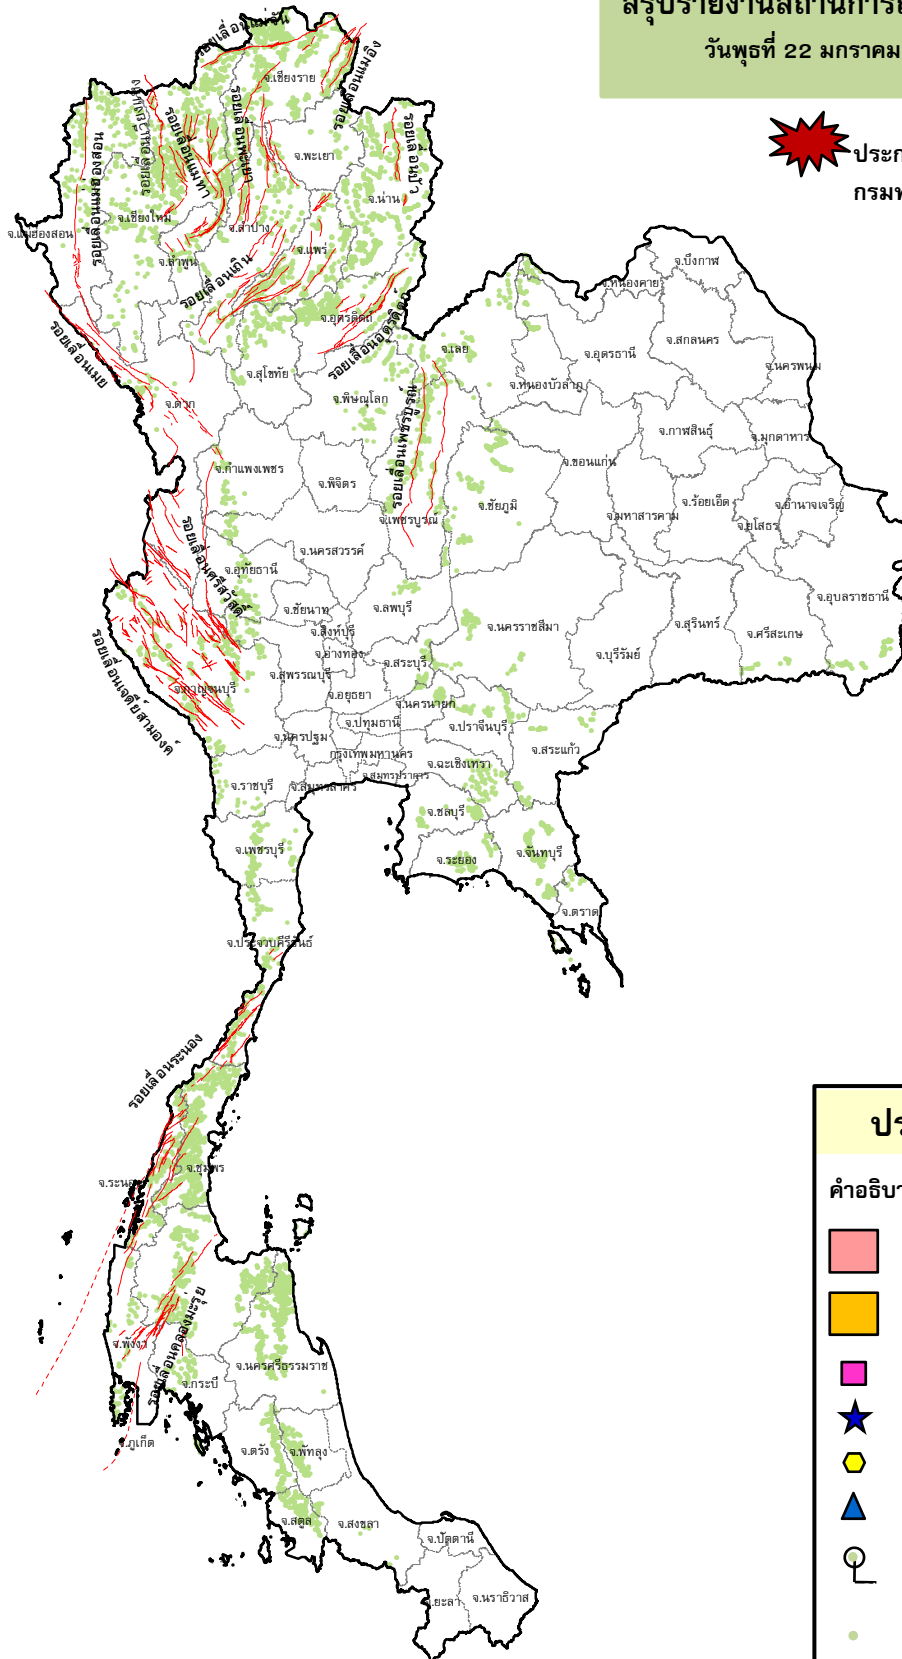 สรุปรายงานสถานการณ์
วันพุธที่ 22 มกราคม
ประก
กรมท
รอยเลื่อนแม่จัน
จ.เชียงราย
รอยเลื่อนแม่อิง
รอยเลื่อนแม่ฮ่องสอน
รอยเลื่อนแม่ทา
รอยเลื่อนพะเยา
จ.พะเยา
รอยเลื่อนปัว
จ.น่าน
จ.แม่ฮ่องสอน
จ.เชียงใหม่
จ.ลำปาง
จ.แพร่
จ.ลำพูน
รอยเลื่อนเถิน
จ.อุตรดิตถ์
รอยเลื่อนอุตรดิตถ์
รอยเลื่อนเมย
จ.บึงกาฬ
จ.หนองคาย
จ.เลย
จ.อุดรธานี
จ.สกลนคร
จ.นครพนม
จ.สุโขทัย
จ.หนองบัวลำภู
จ.ตาก
จ.พิษณุโลก
รอยเลื่อนเพชรบูรณ์
จ.กาฬสินธุ์
จ.มุกดาหาร
จ.กำแพงเพชร
จ.พิจิตร
จ.ขอนแก่น
จ.เพชรบูรณ์
จ.ชัยภูมิ
จ.มหาสารคาม
จ.ร้อยเอ็ด
จ.ยโสธร
จ.อำนาจเจริญ
รอยเลื่อนศรีสวัสดิ์
จ.นครสวรรค์
จ.อุทัยธานี
จ.ชัยนาท
จ.ลพบุรี
จ.นครราชสีมา
จ.บุรีรัมย์
จ.สุรินทร์
จ.ศรีสะเกษ
จ.อุบลราชธานี
จ.สิงห์บุรี
จ.อ่างทอง
จ.สระบุรี
รอยเลื่อนเจดีย์สามองค์
จ.กาญจนบุรี
จ.สุพรรณบุรี
จ.อยุธยา
จ.นครนายก
จ.ปทุมธานี
จ.ปราจีนบุรี
จ.นครปฐม
กรุงเทพมหานคร
จ.สระแก้ว
จ.ฉะเชิงเทรา
จ.สมุทรปราการ
จ.ราชบุรี
จ.สมุทรสาคร
จ.ชลบุรี
จ.เพชรบุรี
จ.ระยอง
จ.จันทบุรี
จ.ตราด
จ.ประจวบคีรีขันธ์
รอยเลื่อนระนอง
จ.ระนอง
จ.ชุมพร
ปร
คำอธิบา
จ.พังงา
รอยเลื่อนคลองมะรุ่ย
จ.กระบี่
จ.นครศรีธรรมราช
จ.ภูเก็ต
จ.ตรัง
จ.พัทลุง
จ.สตูล
จ.สงขลา
จ.ปัตตานี
จ.ยะลา
จ.นราธิวาส